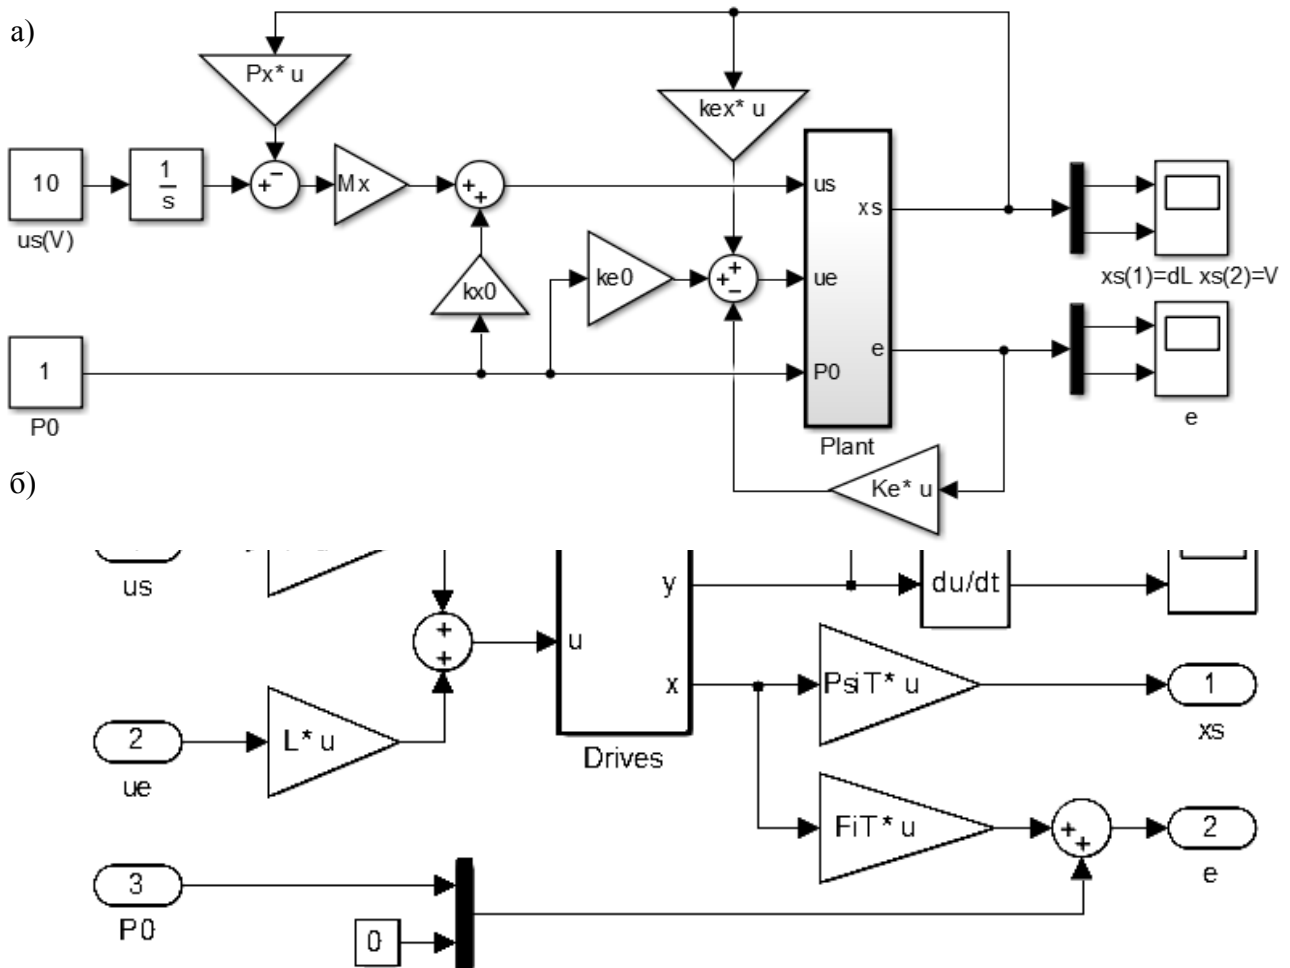 а)
Px* u
kex* u
10
1
s
+
−
Mx
+
+
us
xs
us(V)
ke0
+
+
−
ue
xs(1)=dL xs(2)=V
kx0
1
e
P0
P0
e
Plant
Ke* u
б)
us
y
du/dt
+
+
u
x
PsiT* u
1
xs
2
L* u
Drives
ue
FiT* u
+
+
2
e
3
P0
0